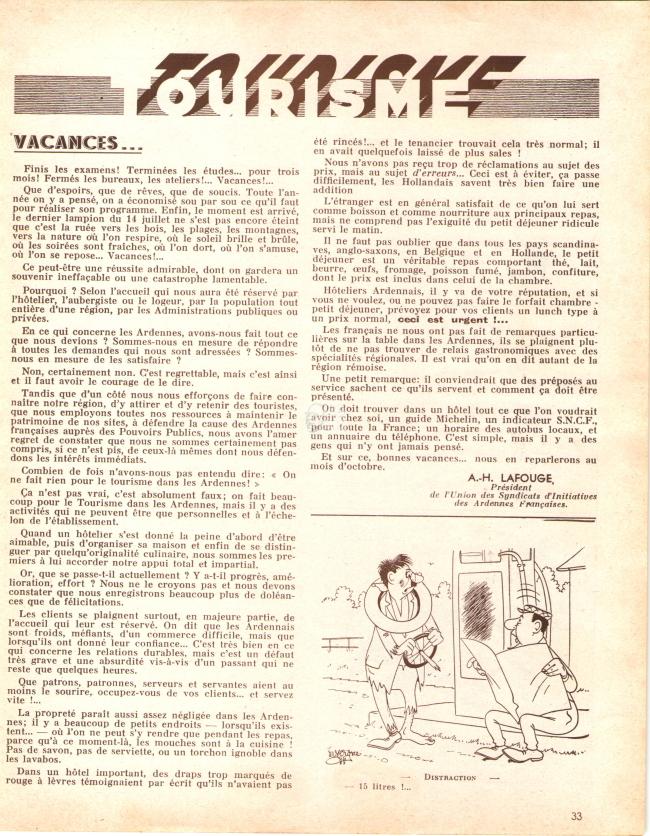 TOURISME
TOURISME
VACANCES...
Finis les examens! Terminées les études... pour trois
mois! Fermés les bureaux, les ateliers!... Vacances!...
Que d'espoirs, que de rêves, que de soucis. Toute l'an-
née on y a pensé, on a économisé sou par sou ce qu'il faut
pour réaliser son programme. Enfin, le moment est arrivé,
le dernier lampion du 14 juillet ne s'est pas encore éteint
que c'est la ruée vers les bois, les plages, les montagnes,
vers la nature où l'on respire, où le soleil brille et brûle,
où les soirées sont fraîches, où l'on dort, où l'on s'amuse,
où l'on se repose... Vacances!...
Ce peut-être une réussite admirable, dont on gardera un
souvenir ineffaçable ou une catastrophe lamentable.
Pourquoi ? Selon l'accueil qui nous aura été réservé par
l'hôtelier, l'aubergiste ou le logeur, par la population tout
entière d'une région, par les Administrations publiques ou
privées.
En ce qui concerne les Ardennes, avons-nous fait tout ce
que nous devions ? Sommes-nous en mesure de répondre
à toutes les demandes qui nous sont adressées ? Sommes-
nous en mesure de les satisfaire ?
Non, certainement non. C'est regrettable, mais c'est ainsi
et il faut avoir le courage de le dire.
Tandis que d'un côté nous nous efforçons de faire con-
naître notre région, d'y attirer et d'y retenir des touristes,
que nous employons toutes nos ressources à maintenir le
patrimoine de nos sites, à défendre la cause des Ardennes
françaises auprès des Pouvoirs Publics, nous avons l'amer
regret de constater que nous ne sommes certainement pas
compris, si ce n'est pis, de ceux-là mêmes dont nous défen-
dons les intérêts immédiats.
Combien de fois n'avons-nous pas entendu dire: « On
ne fait rien pour le tourisme dans les Ardennes! »
Ça n'est pas vrai, c'est absolument faux; on fait beau-
coup pour le Tourisme dans les Ardennes, mais il y a des
activités qui ne peuvent être que personnelles et à l'éche-
lon de l'établissement.
Quand un hôtelier s'est donné la peine d'abord d'être
aimable, puis d'organiser sa maison et enfin de se distin-
guer par quelqu'originalité culinaire, nous sommes les pre-
miers à lui accorder notre appui total et impartial.
Or, que se passe-t-il actuellement ? Y a-t-il progrès, amé-
lioration, effort ? Nous ne le croyons pas et nous devons
constater que nous enregistrons beaucoup plus de doléan-
ces que de félicitations.
Les clients se plaignent surtout, en majeure partie, de
l'accueil qui leur est réservé. On dit que les Ardennais
sont froids, méfiants, d'un commerce difficile, mais que
lorsqu'ils ont donné leur confiance... C'est très bien en ce
qui concerne les relations durables, mais c'est un défaut
très grave et une absurdité vis-à-vis d'un passant qui ne
reste que quelques heures.
Que patrons, patronnes, serveurs et servantes aient au
moins le sourire, occupez-vous de vos clients... et servez
vite !...
La propreté paraît aussi assez négligée dans les Arden-
nes; il y a beaucoup de petits endroits — lorsqu'ils exis-
tent... — où l'on ne peut s'y rendre que pendant les repas,
parce qu'à ce moment-là, les mouches sont à la cuisine !
Pas de savon, pas de serviette, ou un torchon ignoble dans
les lavabos.
Dans un hôtel important, des draps trop marqués de
rouge à lèvres témoignaient par écrit qu'ils n'avaient pas
été rincés!... et le tenancier trouvait cela très normal; il
en avait quelquefois laissé de plus sales !
Nous n'avons pas reçu trop de réclamations au sujet des
prix, mais au sujet d'erreurs... Ceci est à éviter, ça passe
difficilement, les Hollandais savent très bien faire une
addition
L'étranger est en général satisfait de ce qu'on lui sert
comme boisson et comme nourriture aux principaux repas,
mais ne comprend pas l'exiguïté du petit déjeuner ridicule
servi le matin.
Il ne faut pas oublier que dans tous les pays scandina-
ves, anglo-saxons, en Belgique et en Hollande, le petit
déjeuner est un véritable repas comportant thé, lait,
beurre, œufs, fromage, poisson fumé, jambon, confiture,
dont le prix est inclus dans celui de la chambre.
Hôteliers Ardennais, il y va de votre réputation, et si
vous ne voulez, ou ne pouvez pas faire le forfait chambre -
petit déjeuner, prévoyez pour vos clients un lunch type à
un prix normal, ceci est urgent !...
Les français ne nous ont pas fait de remarques particu-
lières sur la table dans les Ardennes, ils se plaignent plu-
tôt de ne pas trouver de relais gastronomiques avec des
spécialités régionales. Il est vrai qu'on en dit autant de la
région rémoise.
Une petite remarque: il conviendrait que des préposés au
service sachent ce qu'ils servent et comment ça doit être
présenté.
On doit trouver dans un hôtel tout ce que l'on voudrait
avoir chez soi, un guide Michelin, un indicateur S.N.C.F.,
pour toute la France; un horaire des autobus locaux, et
un annuaire du téléphone. C'est simple, mais il y a des
gens qui n'y ont jamais pensé.
Et sur ce, bonnes vacances... nous en reparlerons au
mois d'octobre.
A.-H. LAFOUGE,
Président
de l'Union des Syndicats d'Initiatives
des Ardennes Françaises.
— DISTRACTION —
— 15 litres !...
33